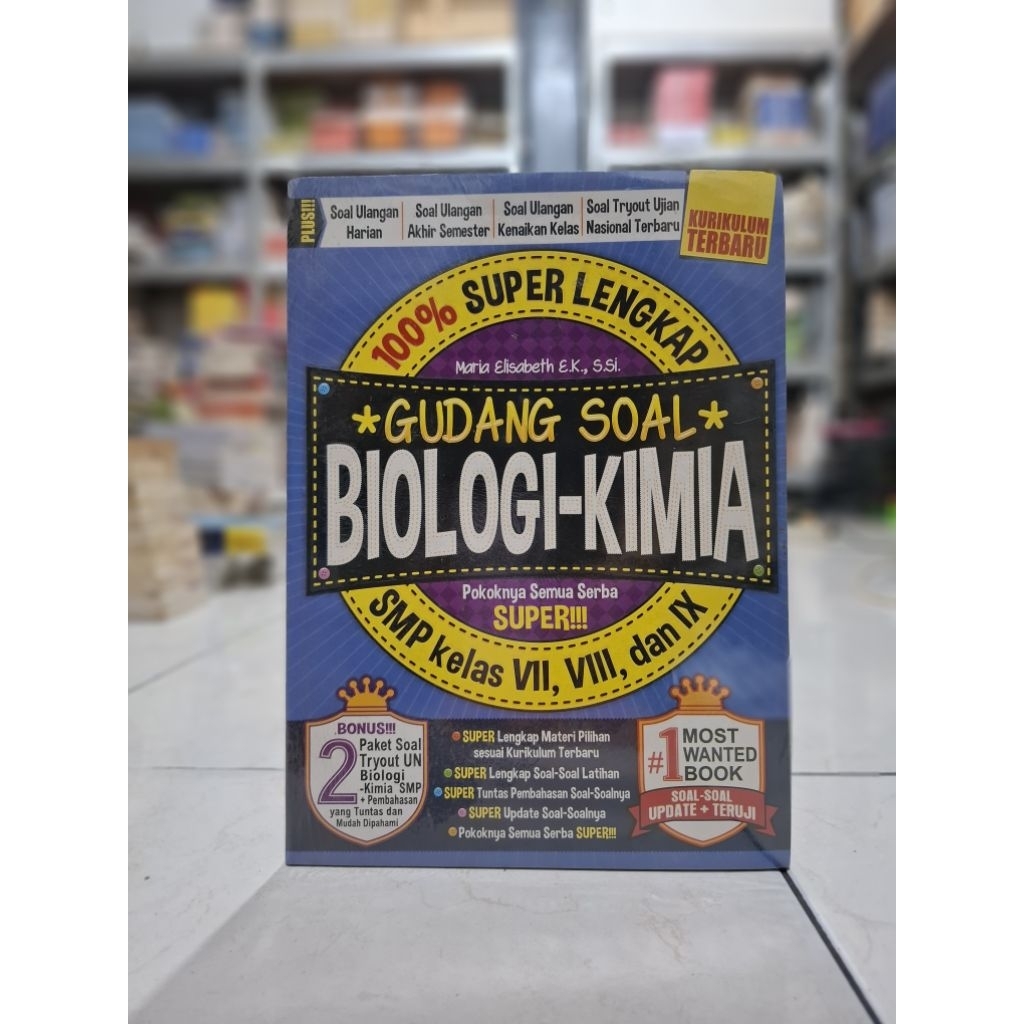 PLUS!!!
Soal Ulangan
Harian
Soal Ulangan
Akhir Semester
Soal Ulangan
Kenaikan Kelas
Soal Tryout Ujian
Nasional Terbaru
KURIKULUM
TERBARU
100% SUPER LENGKAP
Maria Elisabeth E.K., S.Si.
GUDANG SOAL
BIOLOGI-KIMIA
Pokoknya Semua Serba
SUPER!!!
SMP kelas VII, VIII, dan IX
BONUS!!!
2 Paket Soal
Tryout UN
Biologi
-Kimia SMP
+ Pembahasan
yang Tuntas dan
Mudah Dipahami
SUPER Lengkap Materi Pilihan
sesuai Kurikulum Terbaru
SUPER Lengkap Soal-Soal Latihan
SUPER Tuntas Pembahasan Soal-Soalnya
SUPER Update Soal-Soalnya
Pokoknya Semua Serba SUPER!!!
#1 MOST
WANTED
BOOK
SOAL-SOAL
UPDATE + TERUJI